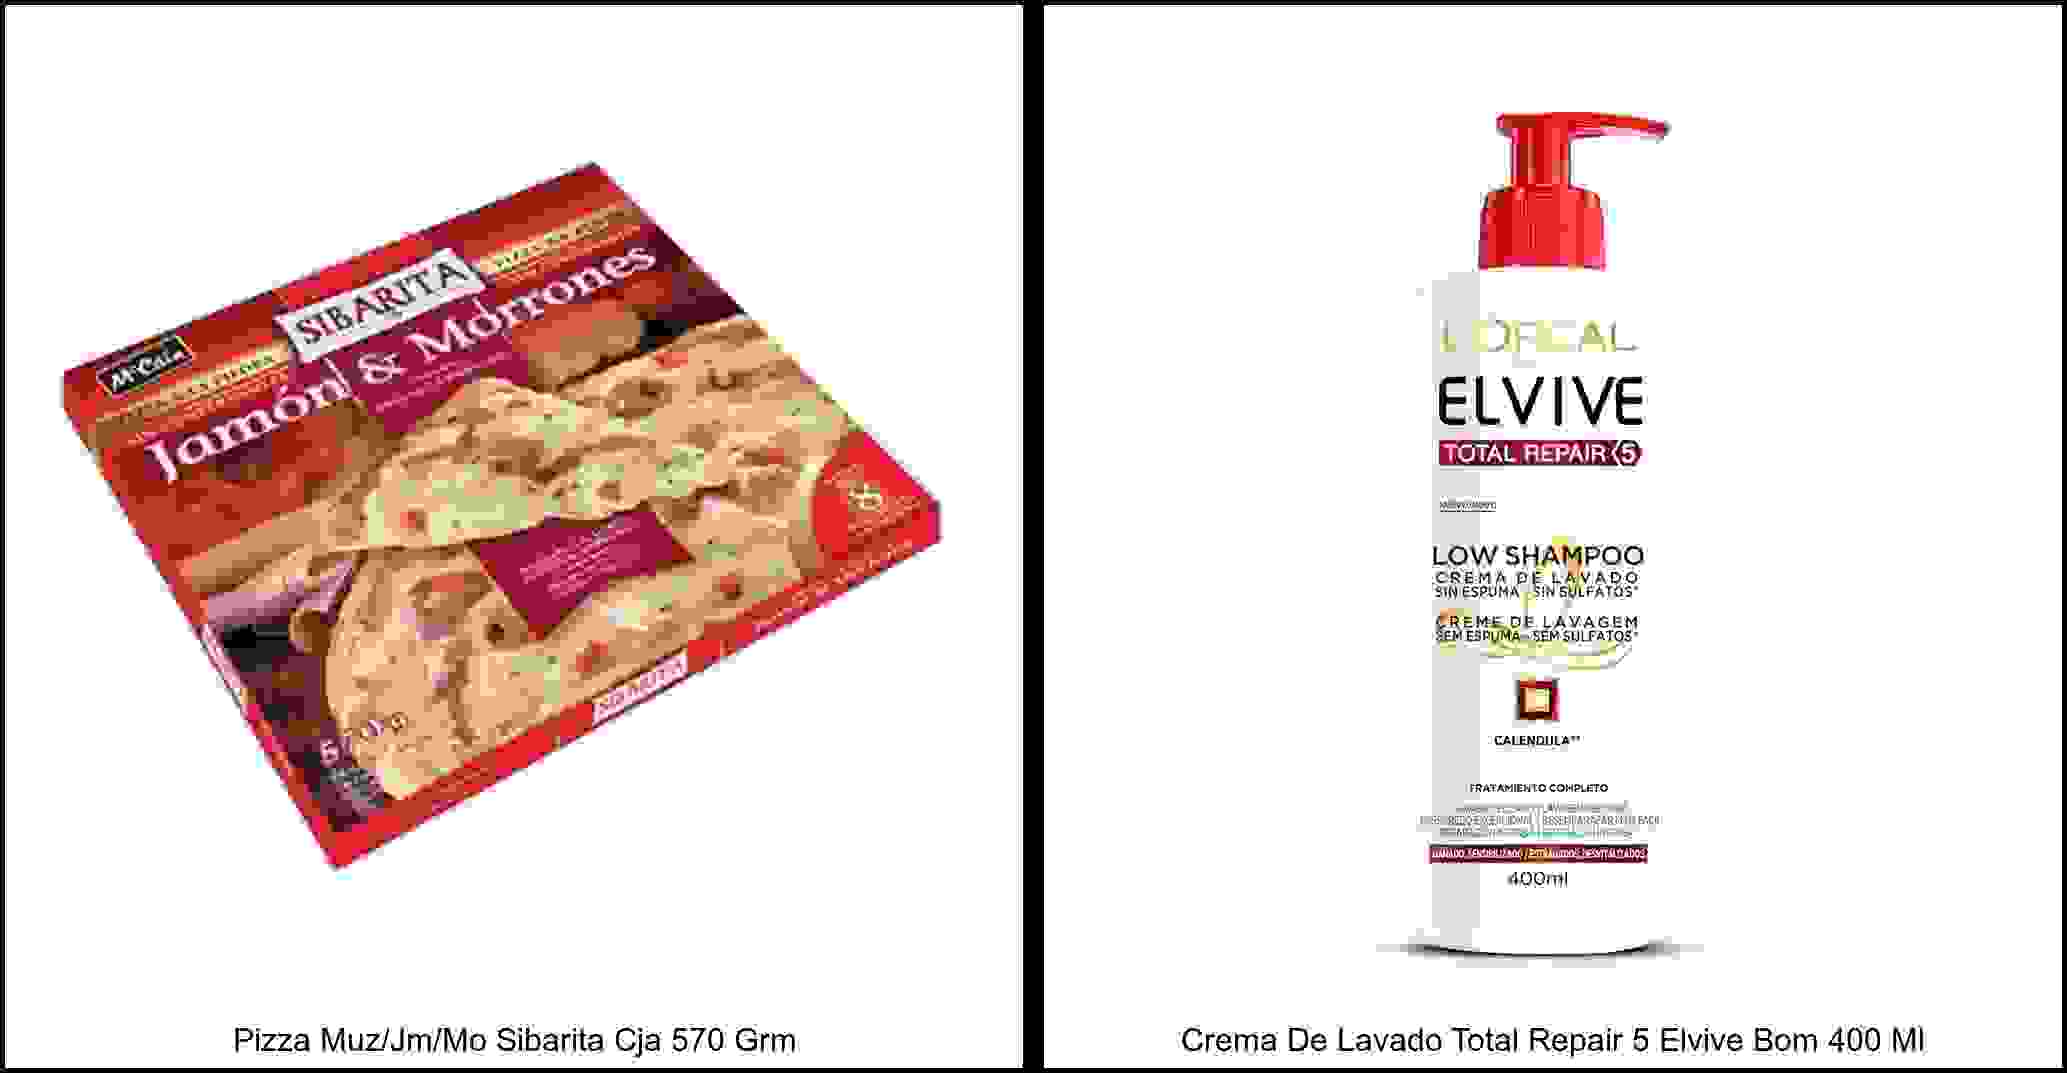 McCain
SIBARITA
Jamón & Morrones
570 g
Pizza Muz/Jm/Mo Sibarita Cja 570 Grm
L'ORÉAL
ELVIVE
TOTAL REPAIR 5
LOW SHAMPOO
CREMA DE LAVADO
SIN ESPUMA - SIN SULFATOS*
CREME DE LAVAGEM
SEM ESPUMA - SEM SULFATOS*
CALENDULA**
TRATAMIENTO COMPLETO
400ml
Crema De Lavado Total Repair 5 Elvive Bom 400 Ml